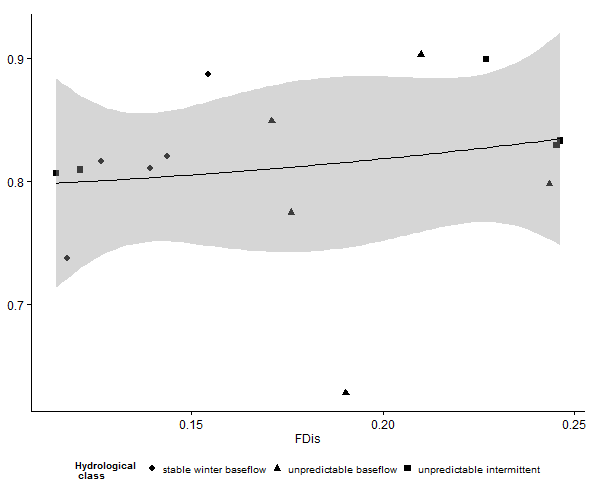 0.9
0.8
0.7
0.15 0.20 0.25
FDis
Hydrological
class
stable winter baseflow unpredictable baseflow unpredictable intermittent